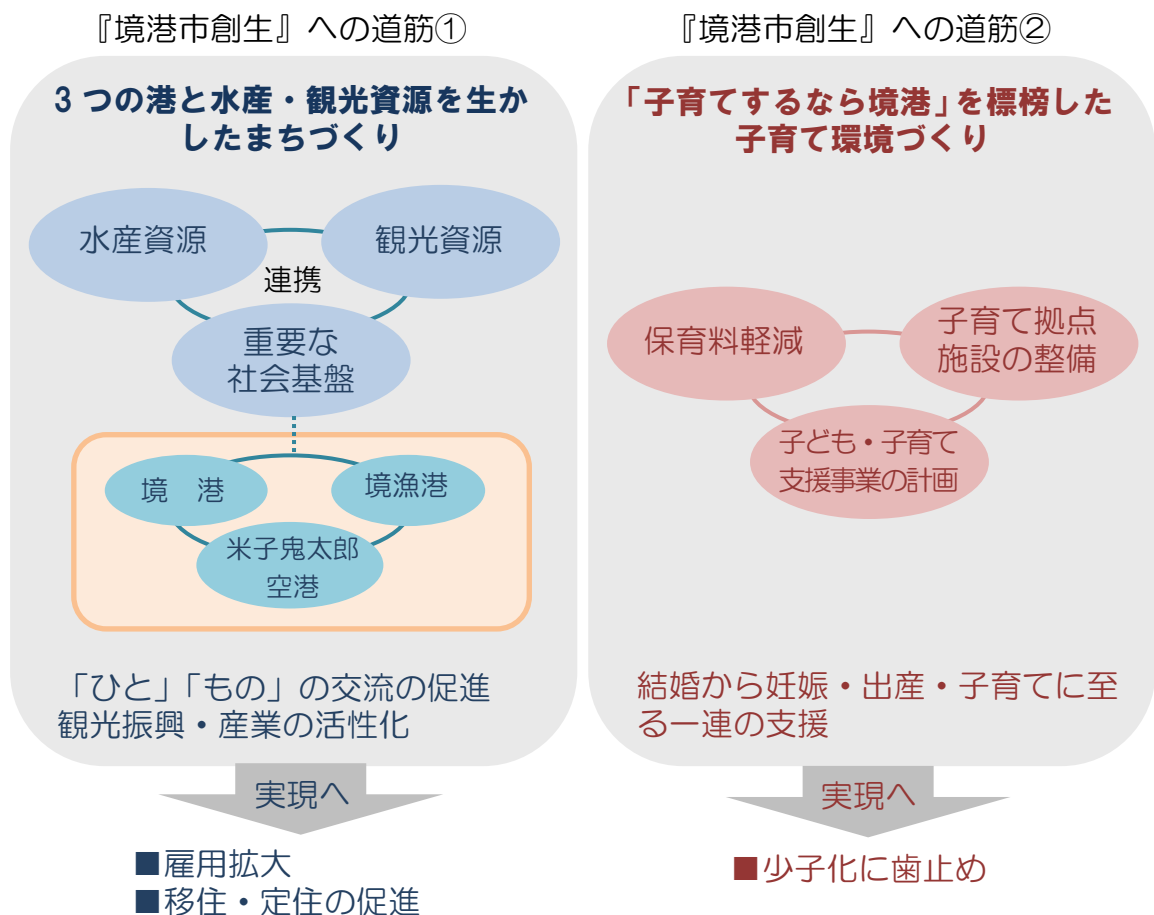 『境港市創生』への道筋①
3つの港と水産・観光資源を生か
したまちづくり
水産資源
観光資源
連携
重要な
社会基盤
境　港
境漁港
米子鬼太郎
空港
「ひと」「もの」の交流の促進
観光振興・産業の活性化
実現へ
■雇用拡大
■移住・定住の促進
『境港市創生』への道筋②
「子育てするなら境港」を標榜した
子育て環境づくり
保育料軽減
子育て拠点
施設の整備
子ども・子育て
支援事業の計画
結婚から妊娠・出産・子育てに至
る一連の支援
実現へ
■少子化に歯止め